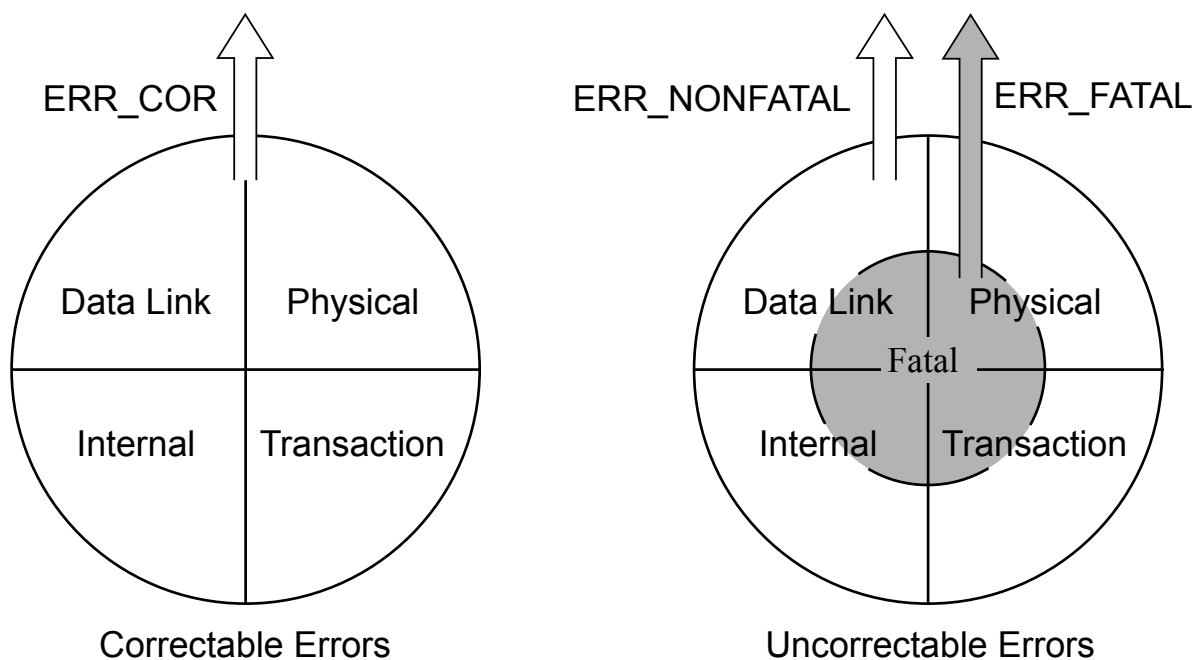 ERR_COR
Data Link
Physical
Internal
Transaction
Correctable Errors
ERR_NONFATAL
ERR_FATAL
Data Link
Physical
Fatal
Internal
Transaction
Uncorrectable Errors